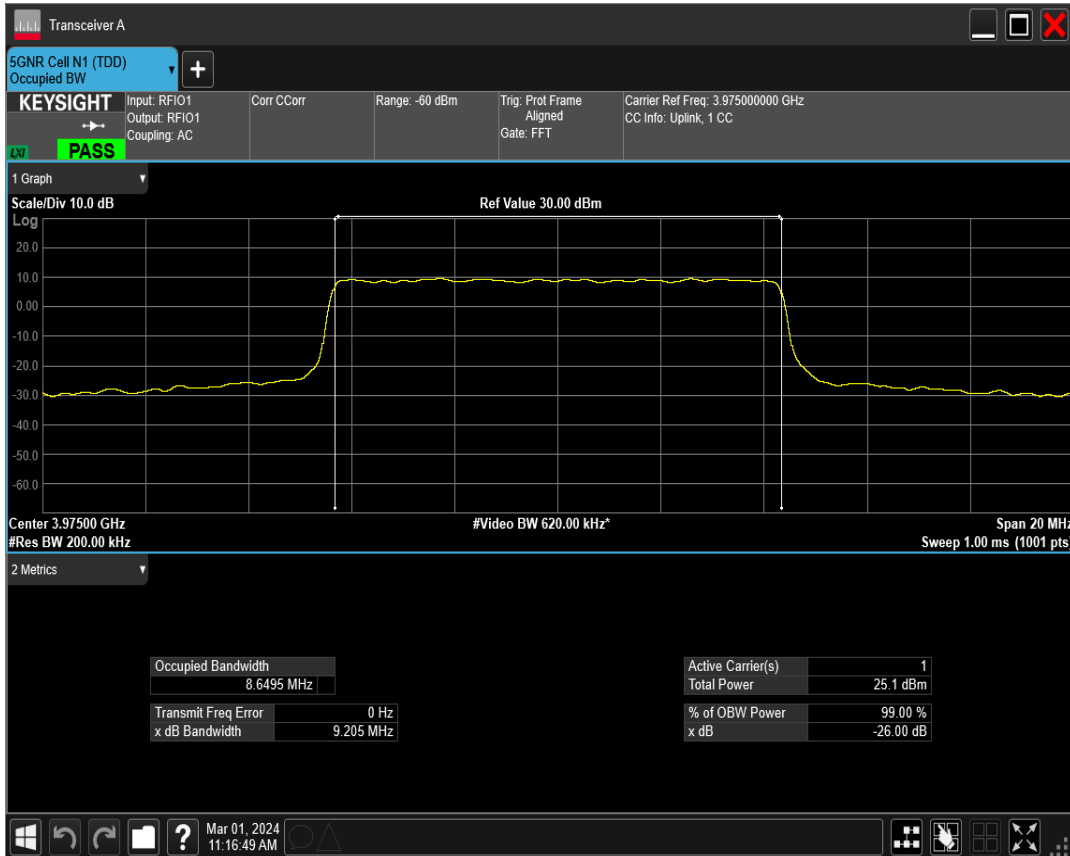 Transceiver A
5GNR Cell N1 (TDD)
Occupied BW
+
KEYSIGHT
LXI
PASS
Input: RFIO1
Output: RFIO1
Coupling: AC
Corr CCorr
Range: -60 dBm
Trig: Prot Frame
Aligned
Gate: FFT
Carrier Ref Freq: 3.975000000 GHz
CC Info: Uplink, 1 CC
1 Graph
Scale/Div 10.0 dB
Ref Value 30.00 dBm
Log
20.0
10.0
0.00
-10.0
-20.0
-30.0
-40.0
-50.0
-60.0
Center 3.97500 GHz
#Video BW 620.00 kHz*
Span 20 MHz
#Res BW 200.00 kHz
Sweep 1.00 ms (1001 pts)
2 Metrics
Occupied Bandwidth
8.6495 MHz
Transmit Freq Error 0 Hz
x dB Bandwidth 9.205 MHz
Active Carrier(s) 1
Total Power 25.1 dBm
% of OBW Power 99.00 %
x dB -26.00 dB
?
Mar 01, 2024
11:16:49 AM